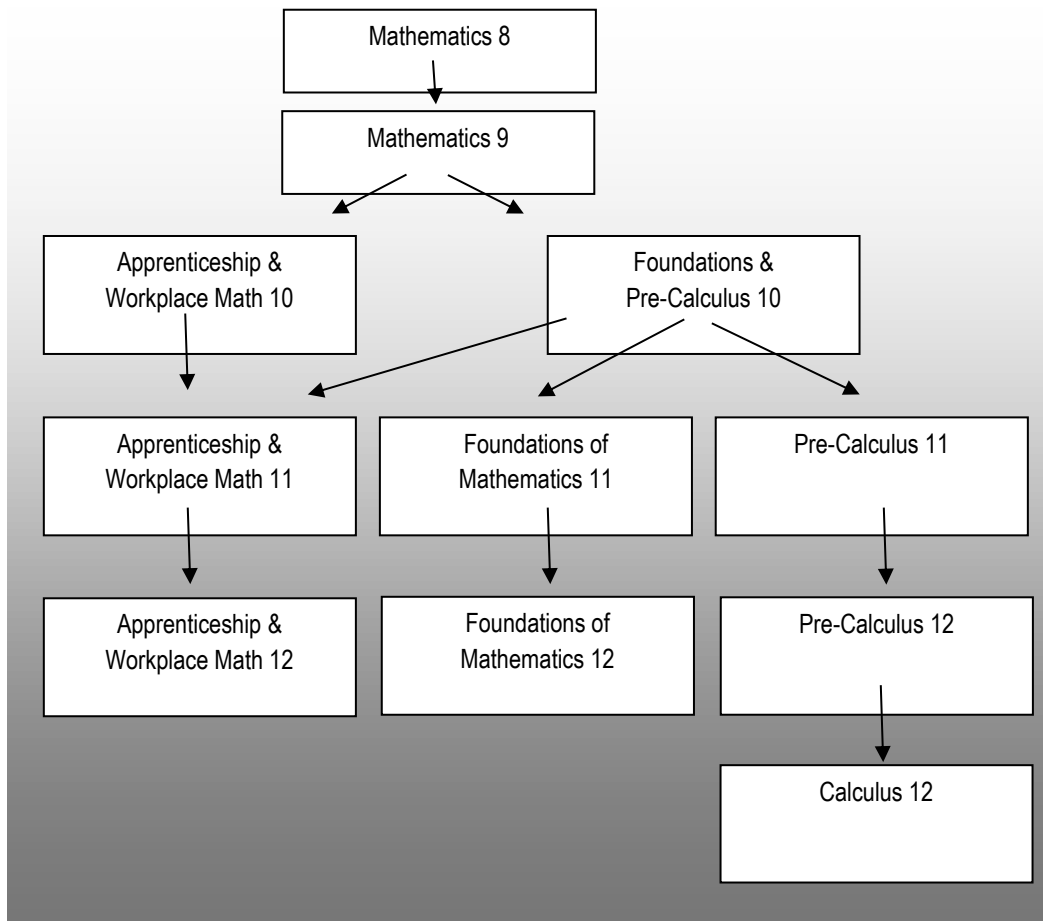 Mathematics 8
Mathematics 9
Apprenticeship &
Workplace Math 10
Foundations &
Pre-Calculus 10
Apprenticeship &
Workplace Math 11
Foundations of
Mathematics 11
Pre-Calculus 11
Apprenticeship &
Workplace Math 12
Foundations of
Mathematics 12
Pre-Calculus 12
Calculus 12